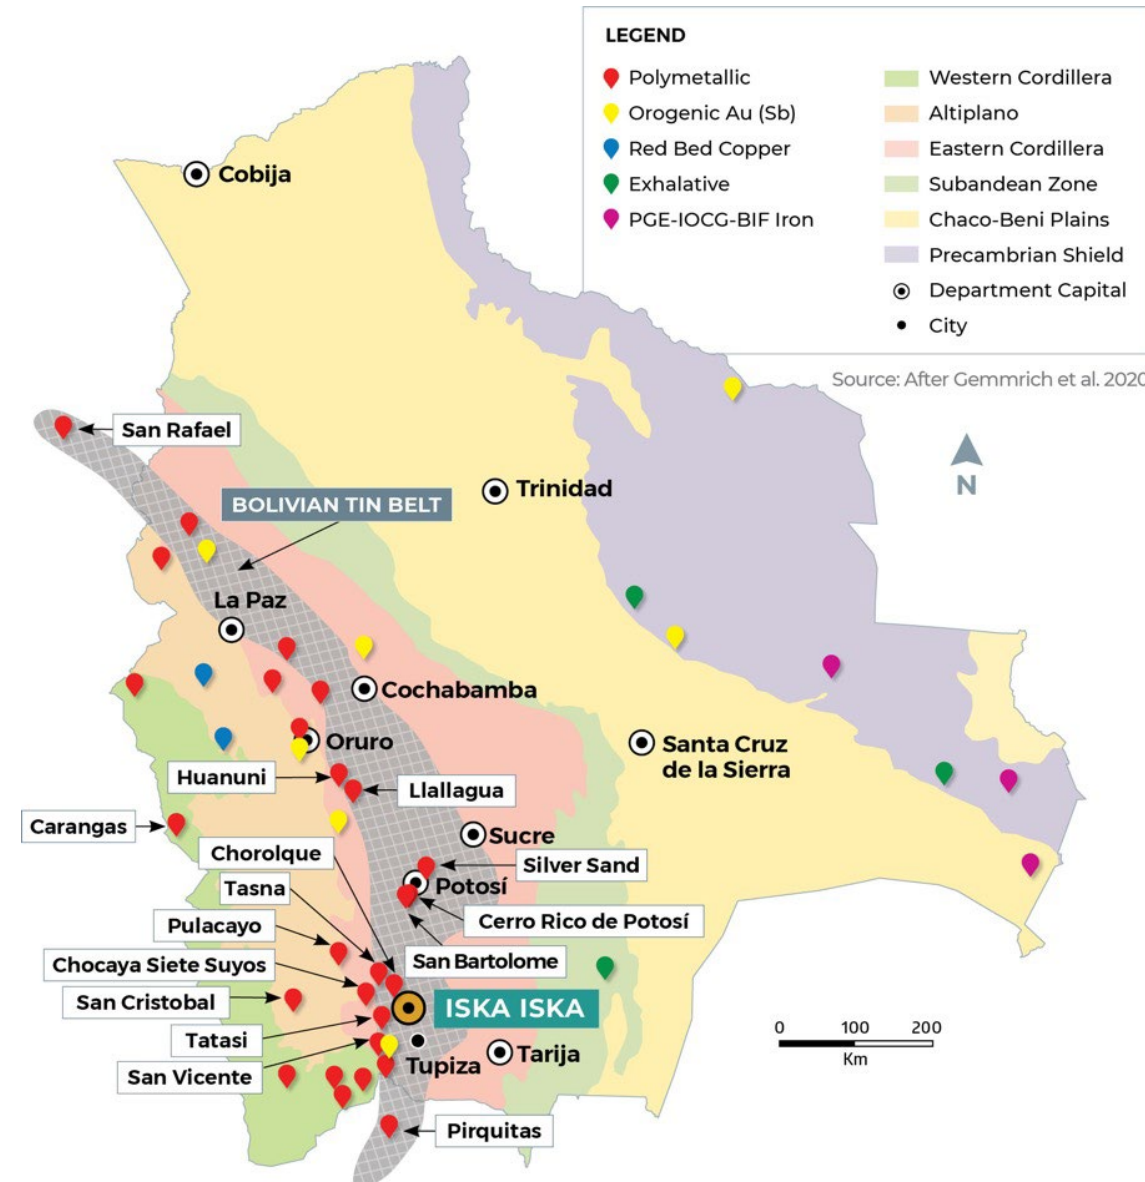 LEGEND
Polymetallic
Orogenic Au (Sb)
Red Bed Copper
Exhalative
PGE-IOCG-BIF Iron
Western Cordillera
Altiplano
Eastern Cordillera
Subandean Zone
Chaco-Beni Plains
Precambrian Shield
Department Capital
City
Source: After Gemmrich et al. 2020
N
Cobija
San Rafael
BOLIVIAN TIN BELT
Trinidad
La Paz
Cochabamba
Oruro
Santa Cruz
de la Sierra
Huanuni
Llallagua
Carangas
Sucre
Chorolque
Silver Sand
Tasna
Potosí
Cerro Rico de Potosí
Pulacayo
San Bartolome
Chocaya Siete Suyos
San Cristobal
ISKA ISKA
Tatasi
Tupiza
Tarija
San Vicente
Pirquitas
0 100 200
Km